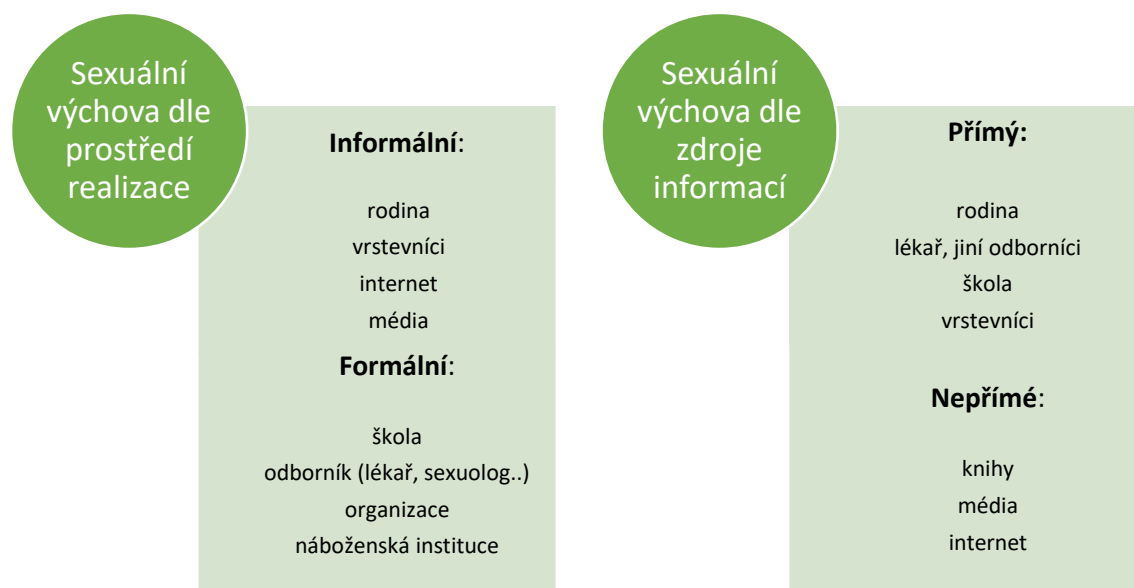 Sexuální
výchova dle
prostředí
realizace
Informální:
rodina
vrstevníci
internet
média
Formální:
škola
odborník (lékař, sexuolog..)
organizace
náboženská instituce
Sexuální
výchova dle
zdroje
informací
Přímý:
rodina
lékař, jiní odborníci
škola
vrstevníci
Nepřímé:
knihy
média
internet